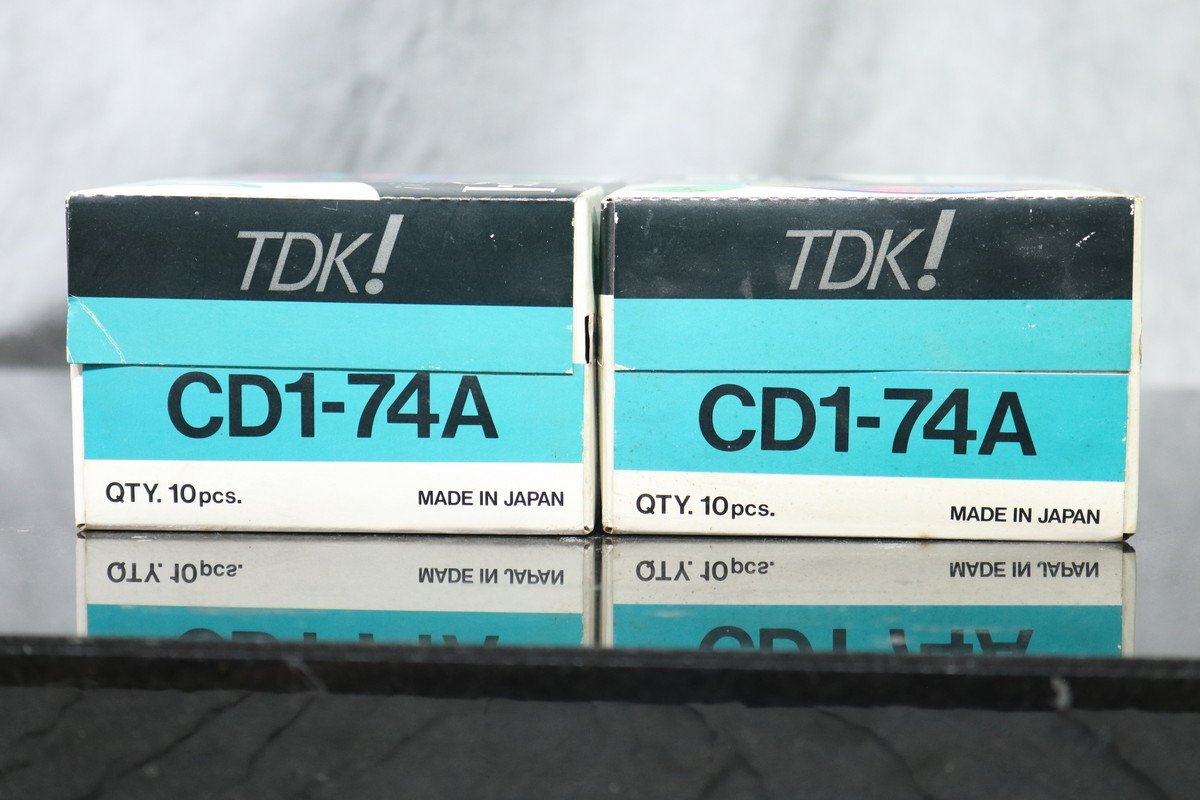 TDK!
CD1-74A
QTY. 10pcs.
MADE IN JAPAN
TDK!
CD1-74A
QTY. 10pcs.
MADE IN JAPAN